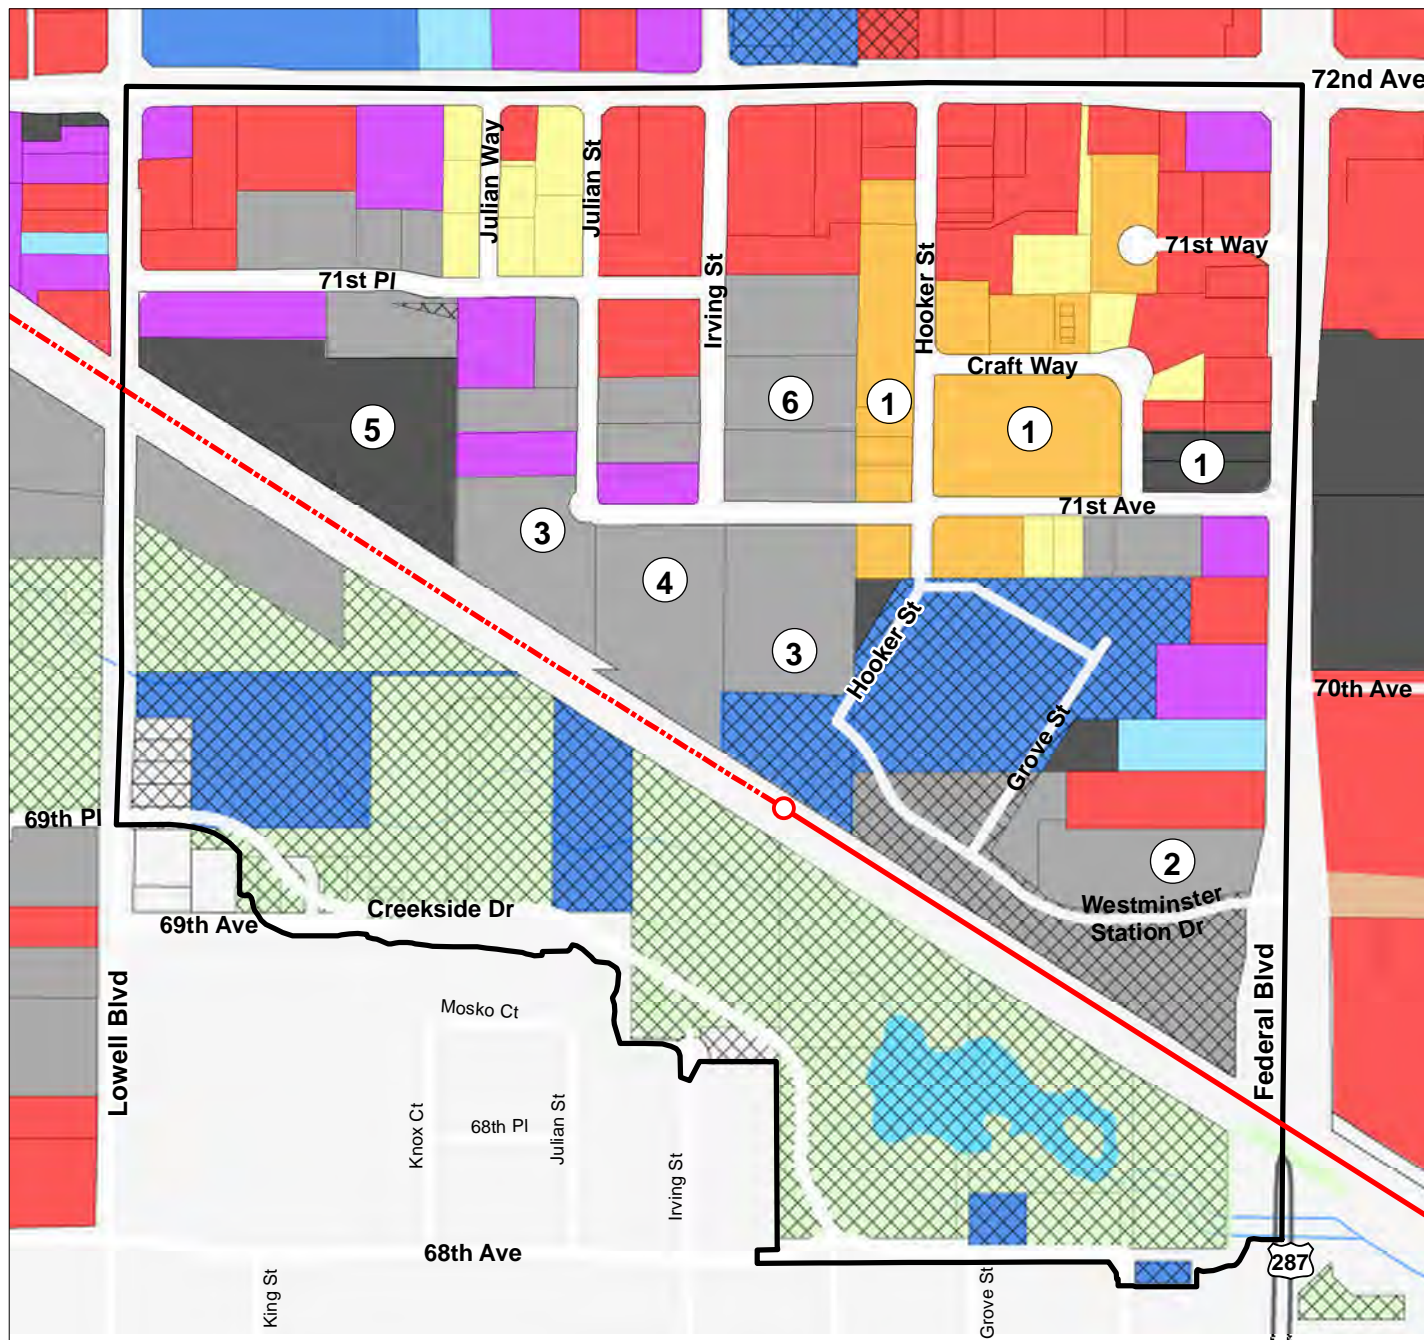 72nd Ave
Julian Way
Julian St
71st Way
Hooker St
Irving St
71st Pl
Craft Way
5
6
1
1
1
71st Ave
3
4
3
Hooker St
70th Ave
Grove St
69th Pl
2
Westminster
Station Dr
Creekside Dr
69th Ave
Lowell Blvd
Federal Blvd
Mosko Ct
Knox Ct
68th Pl
Julian St
Irving St
68th Ave
287
King St
Grove St